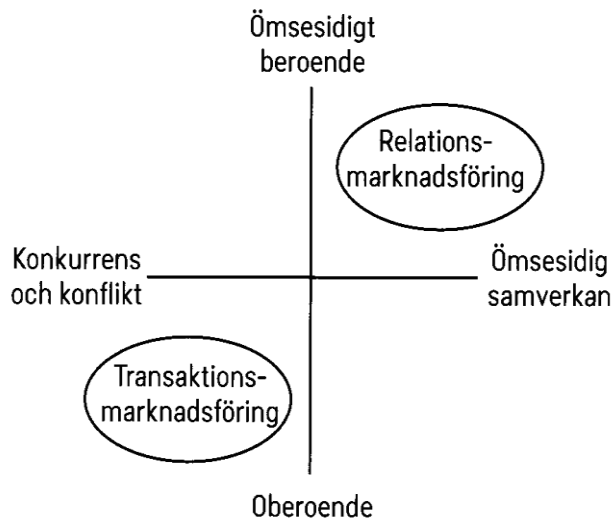 Ömsesidigt
beroende
Relations-
marknadsföring
Konkurrens
och konflikt
Ömsesidig
samverkan
Transaktions-
marknadsföring
Oberoende